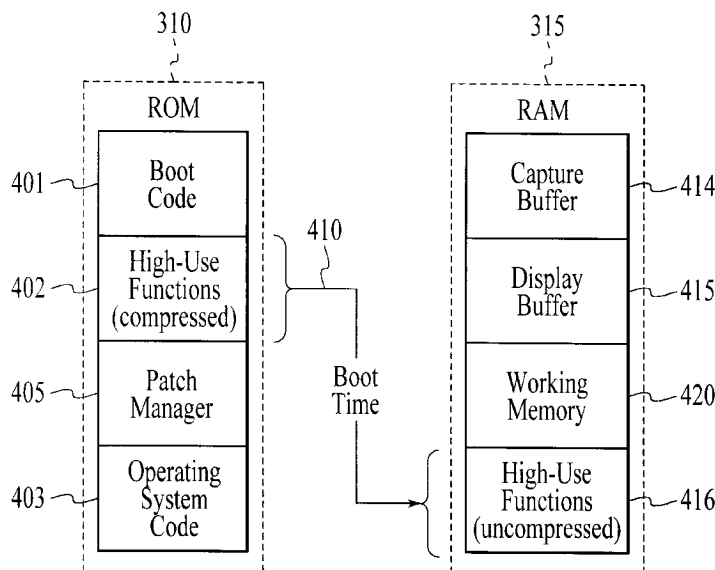 310
315
ROM
RAM
401
Boot
Code
402
High-Use
Functions
(compressed)
405
Patch
Manager
403
Operating
System
Code
410
Boot
Time
Capture
Buffer
414
Display
Buffer
415
Working
Memory
420
High-Use
Functions
(uncompressed)
416